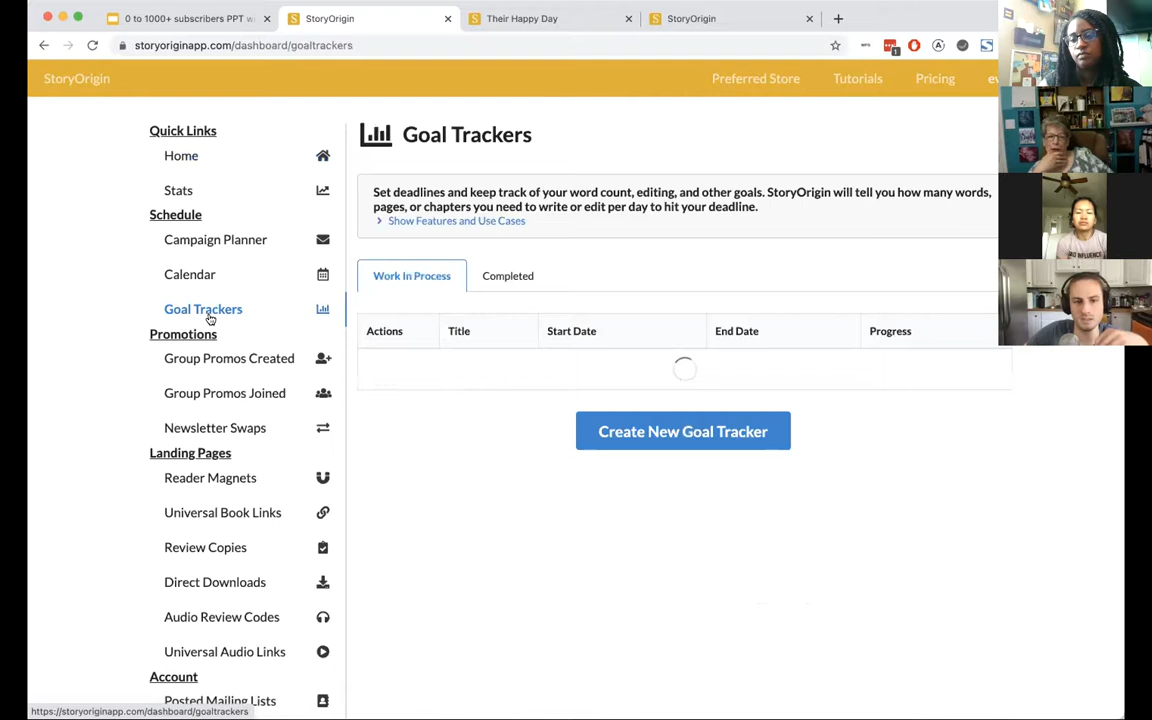 0 to 1000+ subscribers PPT w
StoryOrigin
Their Happy Day
StoryOrigin
storyoriginapp.com/dashboard/goaltrackers
StoryOrigin
Preferred Store
Tutorials
Pricing
ev
Quick Links
Home
Stats
Schedule
Campaign Planner
Calendar
Goal Trackers
Promotions
Group Promos Created
Group Promos Joined
Newsletter Swaps
Landing Pages
Reader Magnets
Universal Book Links
Review Copies
Direct Downloads
Audio Review Codes
Universal Audio Links
Account
Posted Mailing Lists
Goal Trackers
Set deadlines and keep track of your word count, editing, and other goals. StoryOrigin will tell you how many words,
pages, or chapters you need to write or edit per day to hit your deadline.
Show Features and Use Cases
Work In Process
Completed
Actions
Title
Start Date
End Date
Progress
Create New Goal Tracker
https://storyoriginapp.com/dashboard/goaltrackers